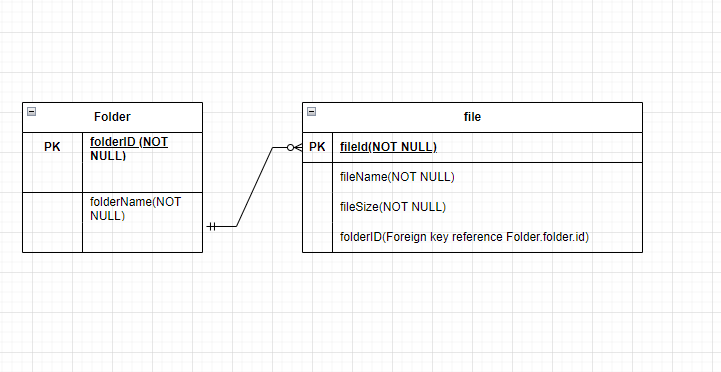 Folder
PK
folderID (NOT
NULL)
folderName(NOT
NULL)
file
PK
fileId(NOT NULL)
fileName(NOT NULL)
fileSize(NOT NULL)
folderID(Foreign key reference Folder.folder.id)